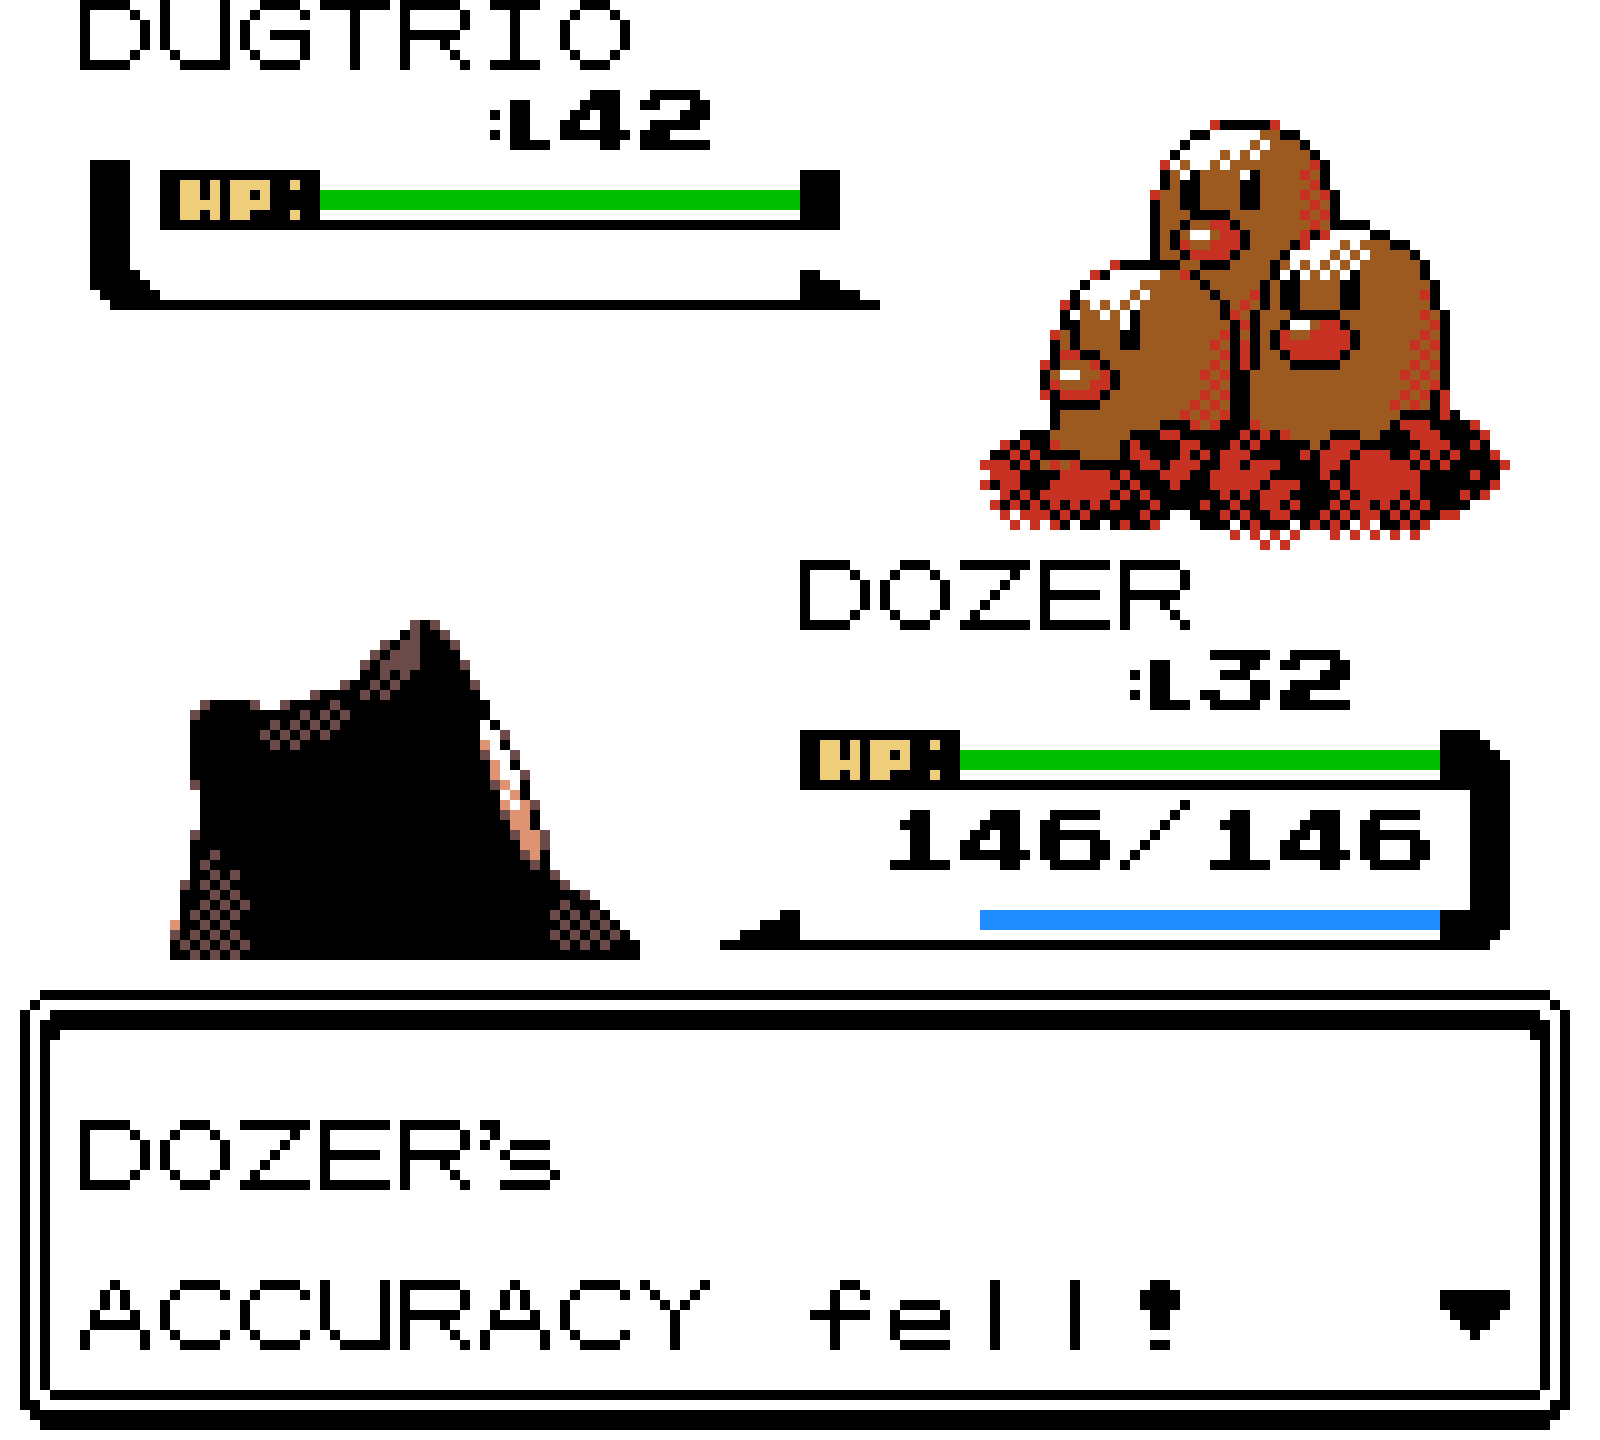 DUGTRIO
:L42
HP:
DOZER
:L32
HP:
146/146
DOZER's
ACCURACY fell!